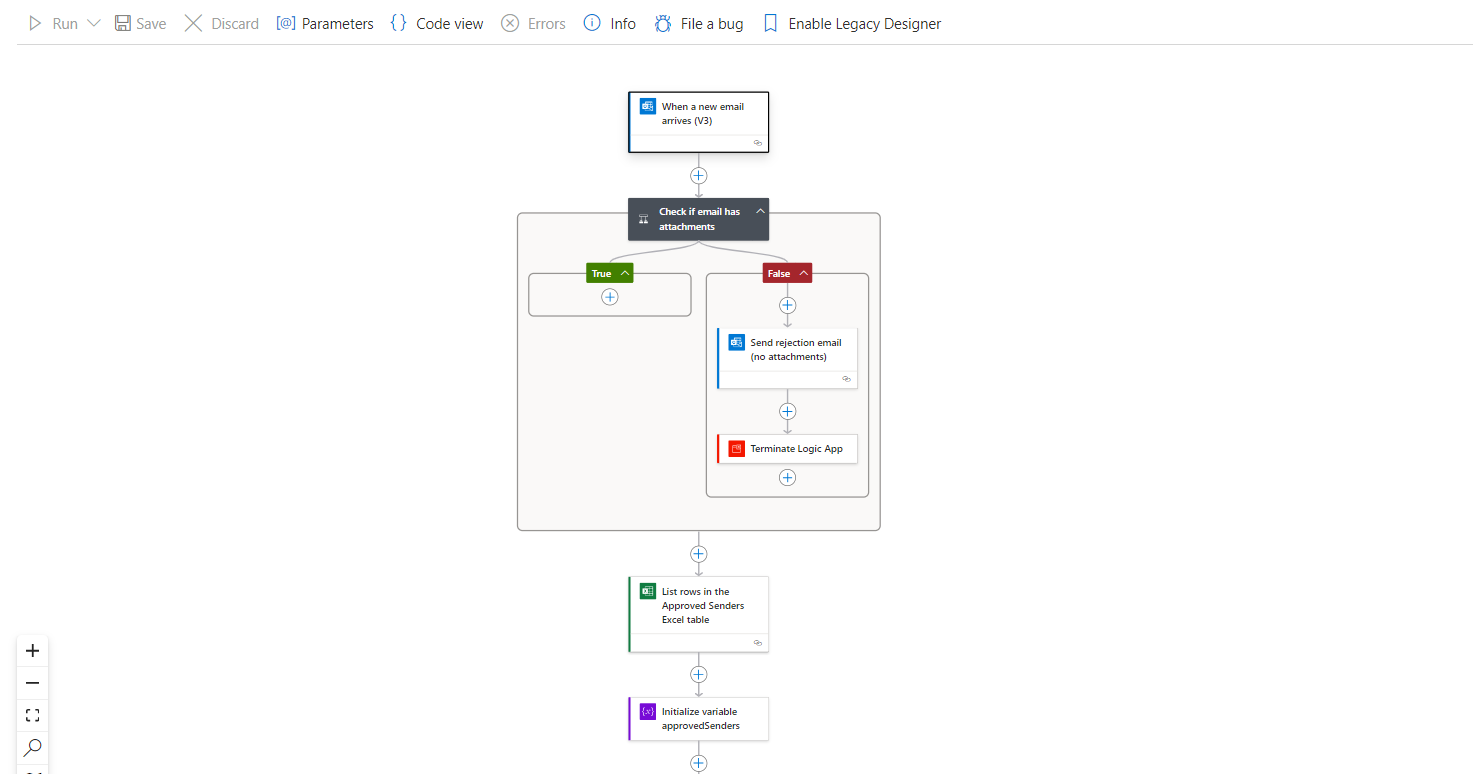 Run Save Discard [@] Parameters {} Code view Errors Info File a bug Enable Legacy Designer
When a new email
arrives (V3)
Check if email has
attachments
True
False
Send rejection email
(no attachments)
Terminate Logic App
List rows in the
Approved Senders
Excel table
{x} Initialize variable
approvedSenders